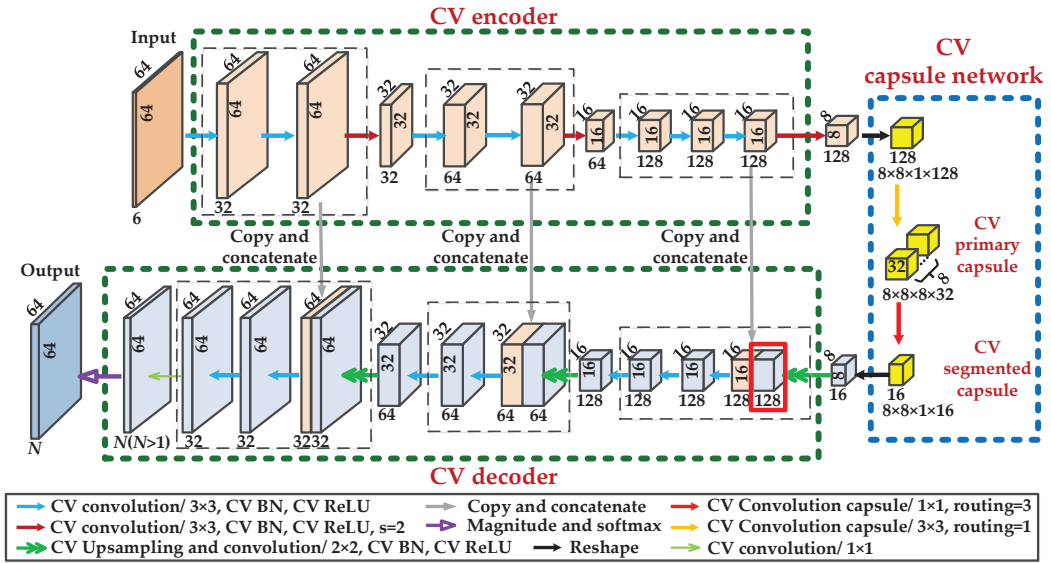 CV encoder
Input
64
64
6
64
64
32
64
64
32
32
32
32
32
32
64
32
32
64
16
16
64
16
16
128
16
16
128
16
16
128
8
8
128
CV
capsule network
128
8×8×1×128
CV
primary
capsule
32
8
8×8×8×32
CV
segmented
capsule
16
8×8×1×16
Copy and
concatenate
Copy and
concatenate
Copy and
concatenate
Output
64
64
N
64
64
N(N>1)
64
64
32
64
64
32
64
64
32
32
32
32
64
32
32
64
32
32
64
64
16
16
128
16
16
128
16
128
16
16
128
128
8
8
16
CV decoder
CV convolution/ 3×3, CV BN, CV ReLU
Copy and concatenate
CV Convolution capsule/ 1×1, routing=3
CV convolution/ 3×3, CV BN, CV ReLU, s=2
Magnitude and softmax
CV Convolution capsule/ 3×3, routing=1
CV Upsampling and convolution/ 2×2, CV BN, CV ReLU
Reshape
CV convolution/ 1×1